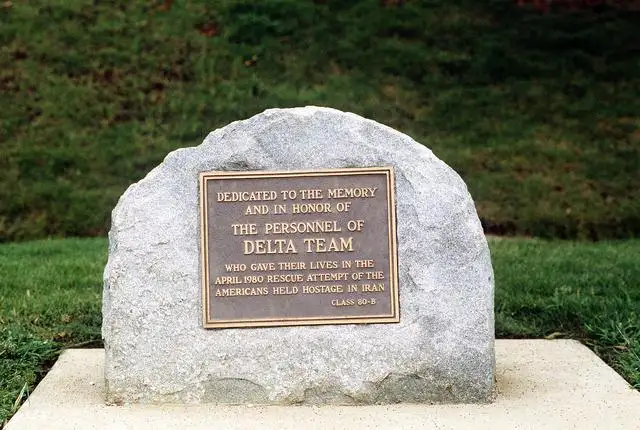 DEDICATED TO THE MEMORY
AND IN HONOR OF
THE PERSONNEL OF
DELTA TEAM
WHO GAVE THEIR LIVES IN THE
APRIL 1980 RESCUE ATTEMPT OF THE
AMERICANS HELD HOSTAGE IN IRAN
CLASS 80-B